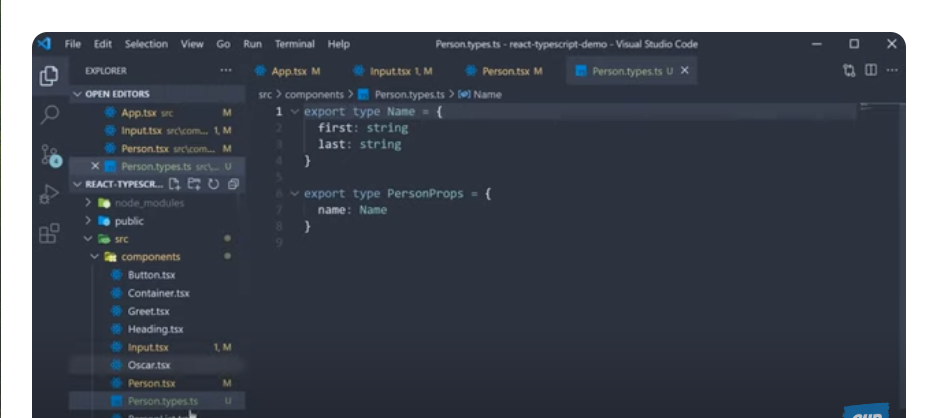 File Edit Selection View Go Run Terminal Help Person.types.ts - react-typescript-demo - Visual Studio Code
EXPLORER ... App.tsx M Input.tsx 1, M Person.tsx M Person.types.ts U
OPEN EDITORS src > components > Person.types.ts > Name
App.tsx src M
Input.tsx src\com... 1, M
Person.tsx src\com... M
Person.types.ts src\... U
REACT-TYPESCR...
node_modules
public
src
components
Button.tsx
Container.tsx
Greet.tsx
Heading.tsx
Input.tsx 1, M
Oscar.tsx
Person.tsx M
Person.types.ts U
4
1 export type Name = {
2 first: string
3 last: string
4 }
5
6 export type PersonProps = {
7 name: Name
8 }
9